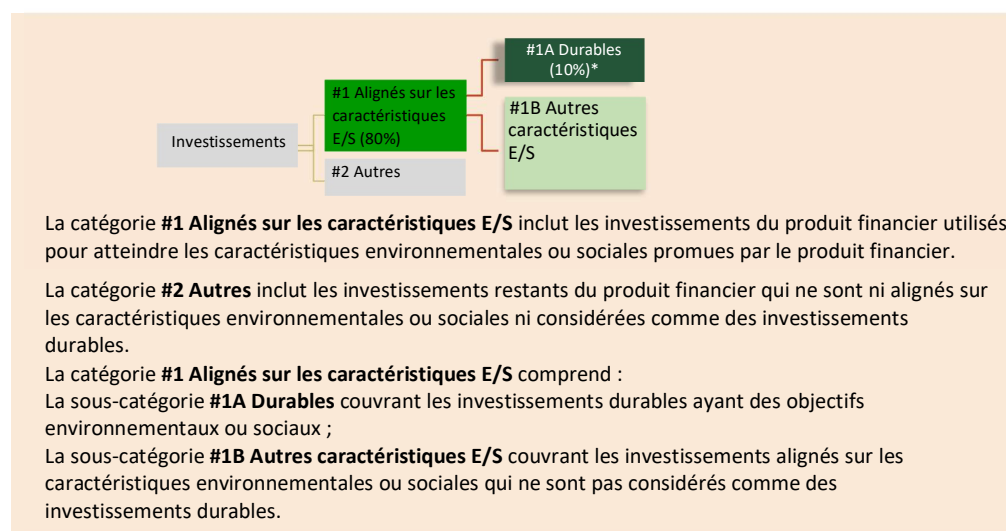 #1A Durables
(10%)*
#1 Alignés sur les
caractéristiques
E/S (80%)
#1B Autres
caractéristiques
E/S
Investissements
#2 Autres
La catégorie #1 Alignés sur les caractéristiques E/S inclut les investissements du produit financier utilisés
pour atteindre les caractéristiques environnementales ou sociales promues par le produit financier.
La catégorie #2 Autres inclut les investissements restants du produit financier qui ne sont ni alignés sur
les caractéristiques environnementales ou sociales ni considérées comme des investissements
durables.
La catégorie #1 Alignés sur les caractéristiques E/S comprend :
La sous-catégorie #1A Durables couvrant les investissements durables ayant des objectifs
environnementaux ou sociaux ;
La sous-catégorie #1B Autres caractéristiques E/S couvrant les investissements alignés sur les
caractéristiques environnementales ou sociales qui ne sont pas considérés comme des
investissements durables.